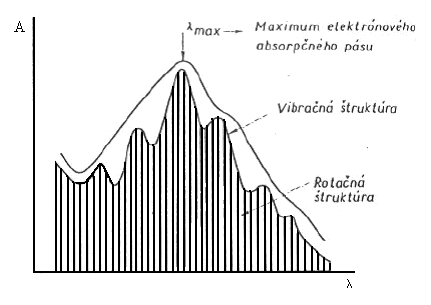 A
λmax → Maximum elektrónového
absorpčného pásu
Vibračná štruktúra
Rotačná
štruktúra
λ